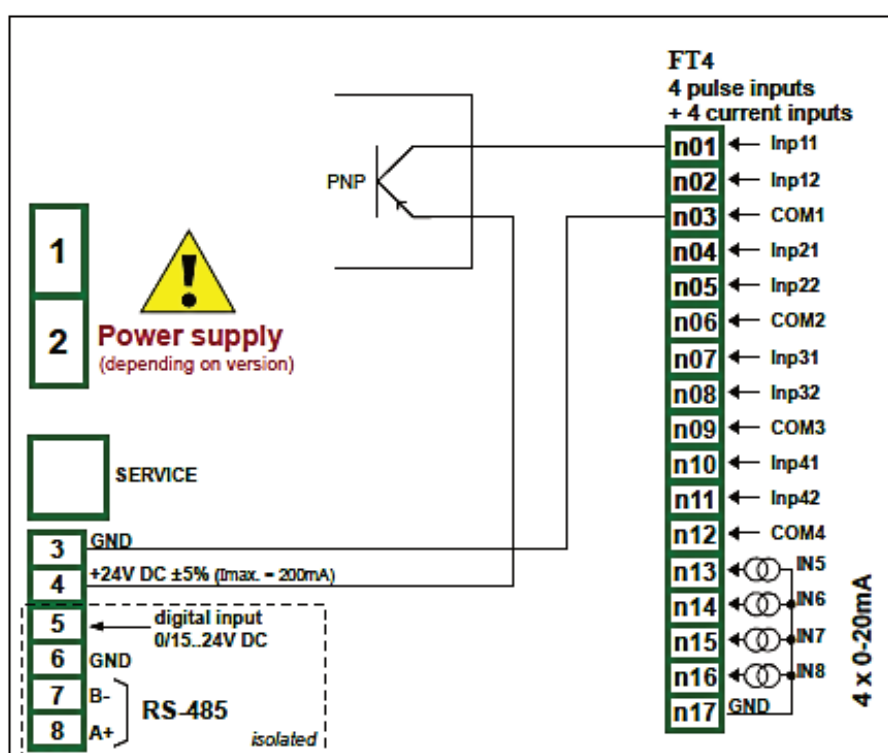 FT4
4 pulse inputs
+ 4 current inputs
n01 Inp11
PNP
n02 Inp12
n03 COM1
1
n04 Inp21
n05 Inp22
2
Power supply
(depending on version)
n06 COM2
n07 Inp31
n08 Inp32
n09 COM3
SERVICE
n10 Inp41
n11 Inp42
n12 COM4
3 GND
4 +24V DC ±5% (Imax. = 200mA)
n13 IN5
5 digital input
0/15..24V DC
n14 IN6
6 GND
n15 IN7
7 B-
RS-485
n16 IN8
8 A+
isolated
n17 GND
4 x 0-20mA